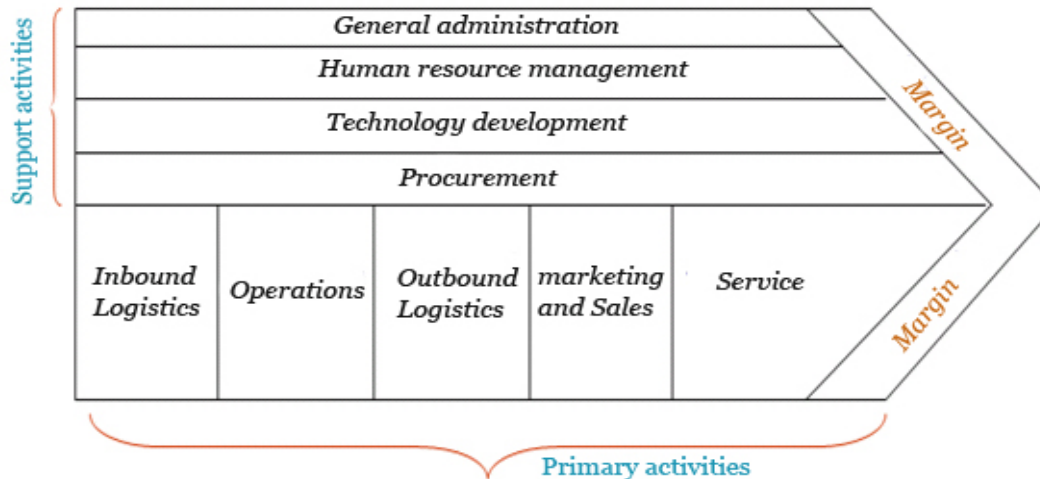 Support activities
General administration
Human resource management
Technology development
Procurement
Margin
Inbound
Logistics
Operations
Outbound
Logistics
marketing
and Sales
Service
Margin
Primary activities